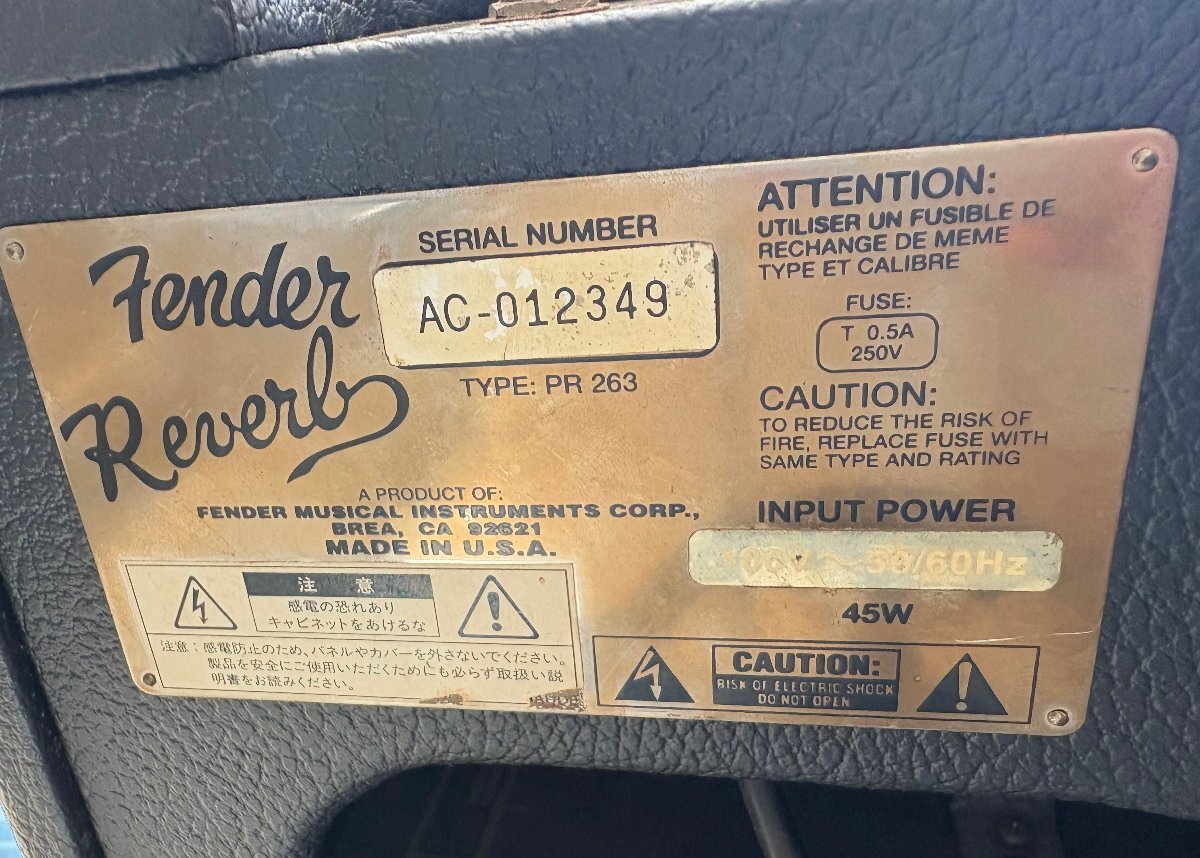 Fender
Reverb
SERIAL NUMBER
AC-012349
TYPE: PR 263
A PRODUCT OF:
FENDER MUSICAL INSTRUMENTS CORP.,
BREA, CA 92621
MADE IN U.S.A.
ATTENTION:
UTILISER UN FUSIBLE DE
RECHANGE DE MEME
TYPE ET CALIBRE
FUSE:
T 0.5A
250V
CAUTION:
TO REDUCE THE RISK OF
FIRE, REPLACE FUSE WITH
SAME TYPE AND RATING
INPUT POWER
100V ~ 50/60Hz
45W
注 意
感電の恐れあり
キャビネットをあけるな
注意：感電防止のため、パネルやカバーを外さないでください。
製品を安全にご使用いただくためにも必らず取扱い説
明書をお読みください。
CAUTION:
RISK OF ELECTRIC SHOCK
DO NOT OPEN